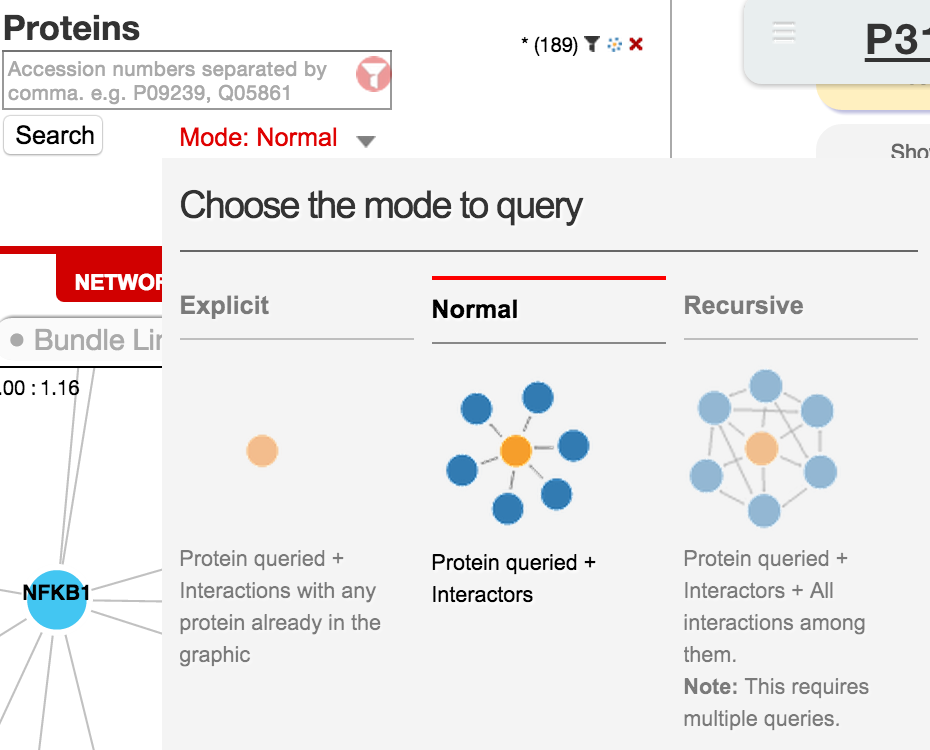 Proteins
* (189)
P31
Accession numbers separated by
comma. e.g. P09239, Q05861
Search
Mode: Normal
Sho
Choose the mode to query
NETWOR
Explicit
Normal
Recursive
Bundle Lin
.00 : 1.16
Protein queried +
Interactions with any
protein already in the
graphic
Protein queried +
Interactors
Protein queried +
Interactors + All
interactions among
them.
Note: This requires
multiple queries.
NFKB1